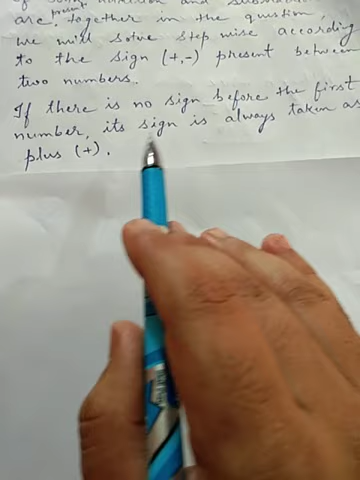 are, together in the question,
we will solve step wise according
to the sign (+,-) present between
two numbers.
If there is no sign before the first
number, its sign is always taken as
plus (+).